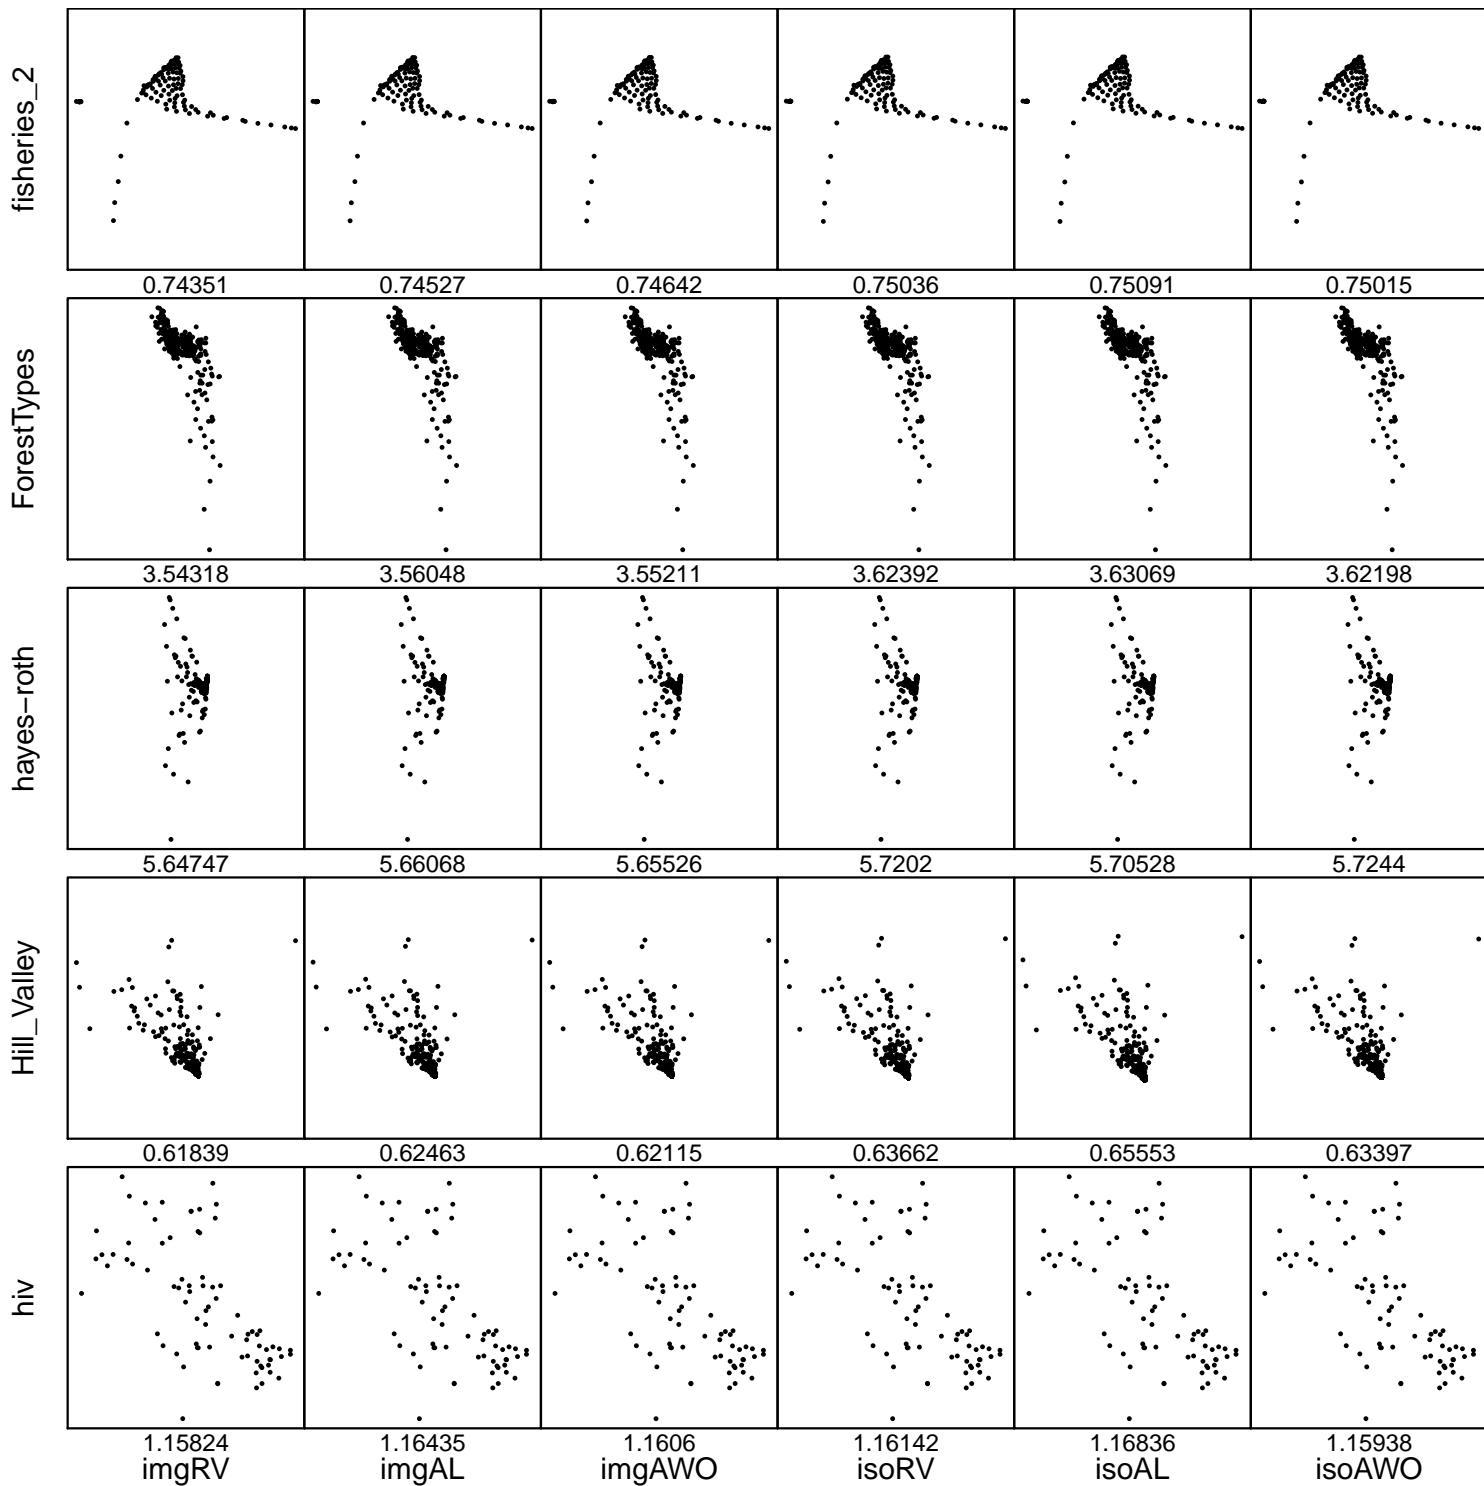 fisheries_2
0.74351 0.74527 0.74642 0.75036 0.75091 0.75015
ForestTypes
3.54318 3.56048 3.55211 3.62392 3.63069 3.62198
hayes−roth
5.64747 5.66068 5.65526 5.7202 5.70528 5.7244
Hill_Valley
0.61839 0.62463 0.62115 0.63662 0.65553 0.63397
hiv
1.15824 1.16435 1.1606 1.16142 1.16836 1.15938
imgRV imgAL imgAWO isoRV isoAL isoAWO